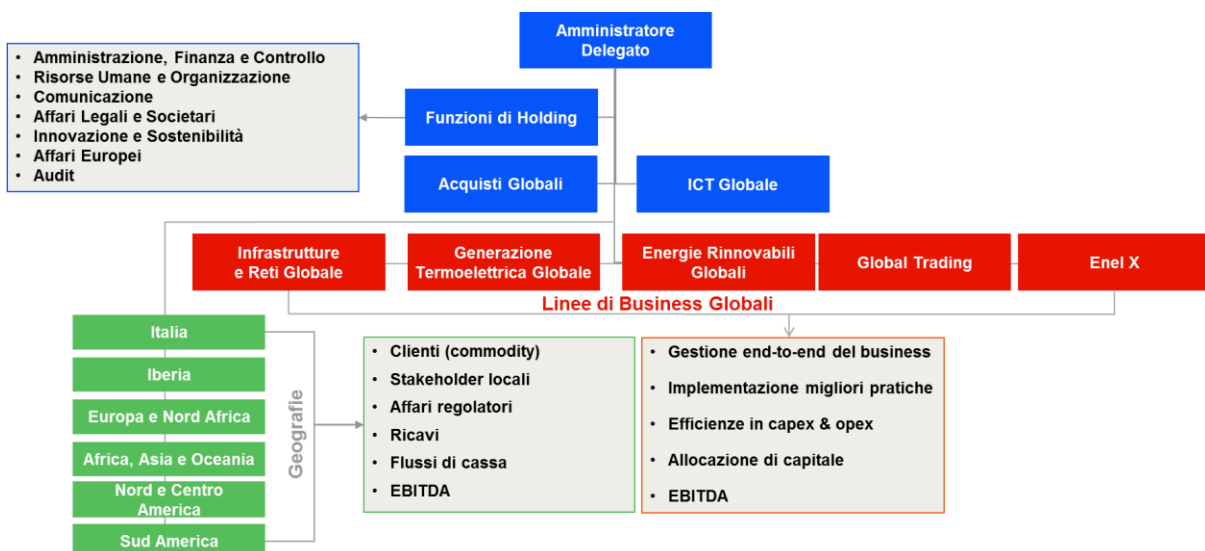 Amministratore
Delegato
• Amministrazione, Finanza e Controllo
• Risorse Umane e Organizzazione
• Comunicazione
• Affari Legali e Societari
• Innovazione e Sostenibilità
• Affari Europei
• Audit
Funzioni di Holding
Acquisti Globali
ICT Globale
Infrastrutture
e Reti Globale
Generazione
Termoelettrica Globale
Energie Rinnovabili
Globali
Global Trading
Enel X
Linee di Business Globali
Italia
Iberia
Europa e Nord Africa
Africa, Asia e Oceania
Nord e Centro
America
Sud America
Geografie
• Clienti (commodity)
• Stakeholder locali
• Affari regolatori
• Ricavi
• Flussi di cassa
• EBITDA
• Gestione end-to-end del business
• Implementazione migliori pratiche
• Efficienze in capex & opex
• Allocazione di capitale
• EBITDA